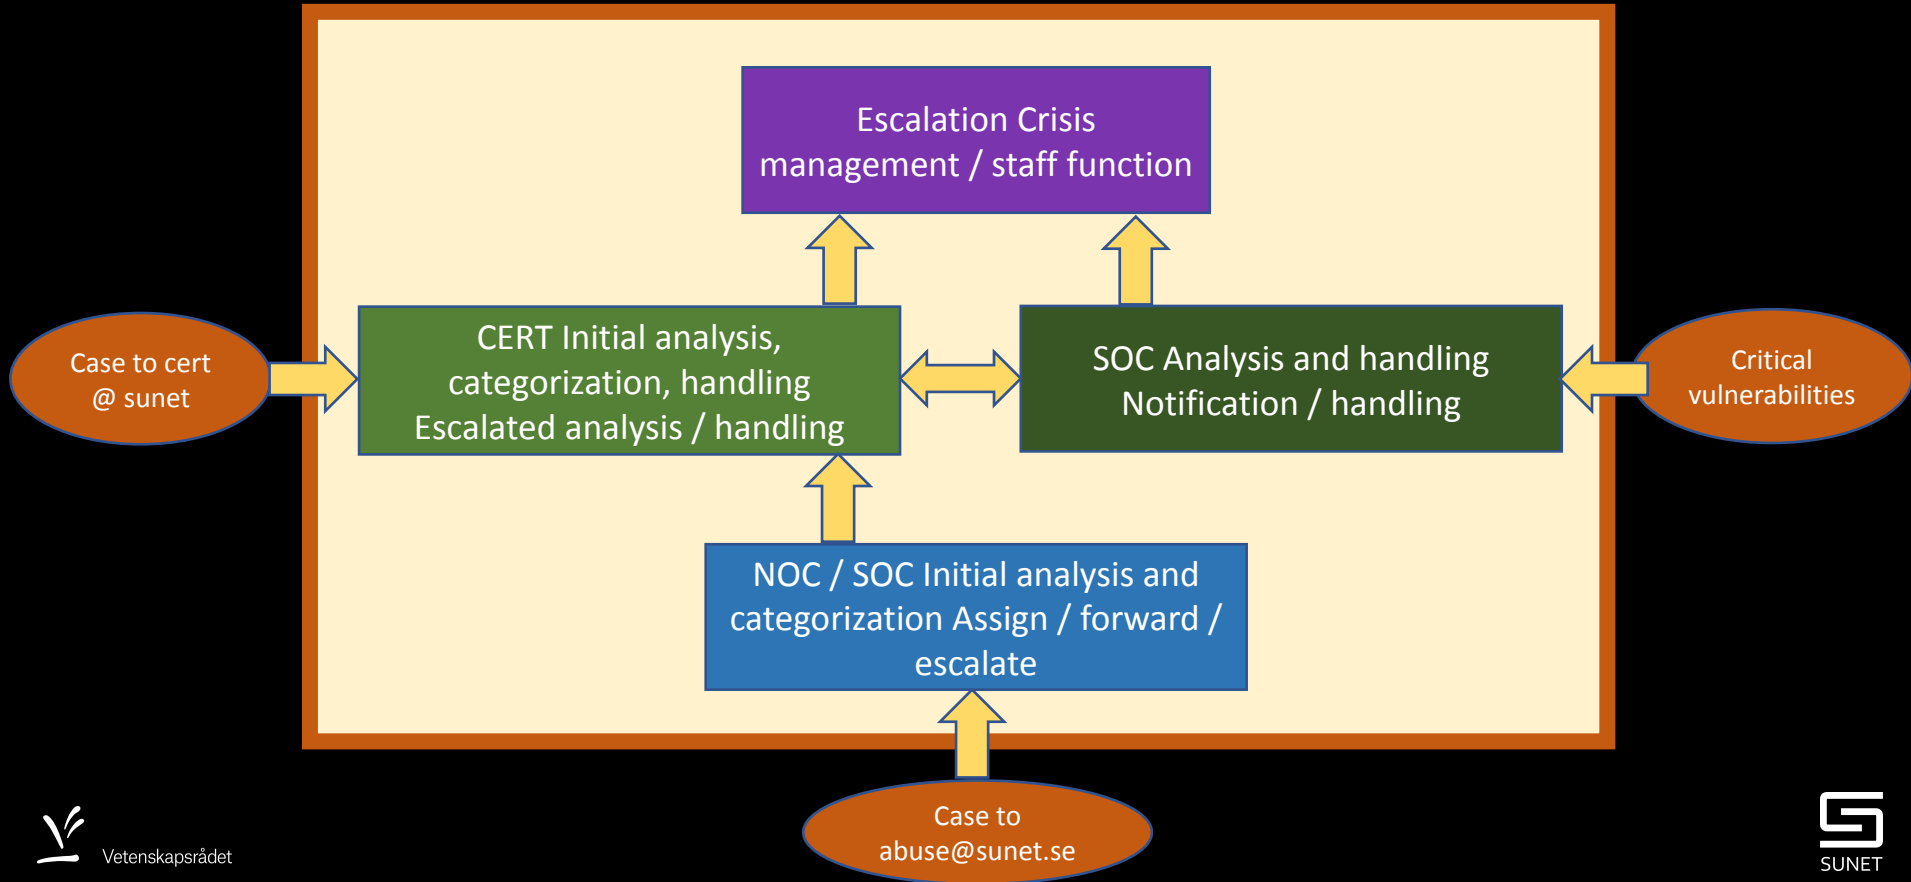 Escalation Crisis
management / staff function
Case to cert
@ sunet
CERT Initial analysis,
categorization, handling
Escalated analysis / handling
SOC Analysis and handling
Notification / handling
Critical
vulnerabilities
NOC / SOC Initial analysis and
categorization Assign / forward /
escalate
Case to
abuse@sunet.se
Vetenskapsrådet
SUNET